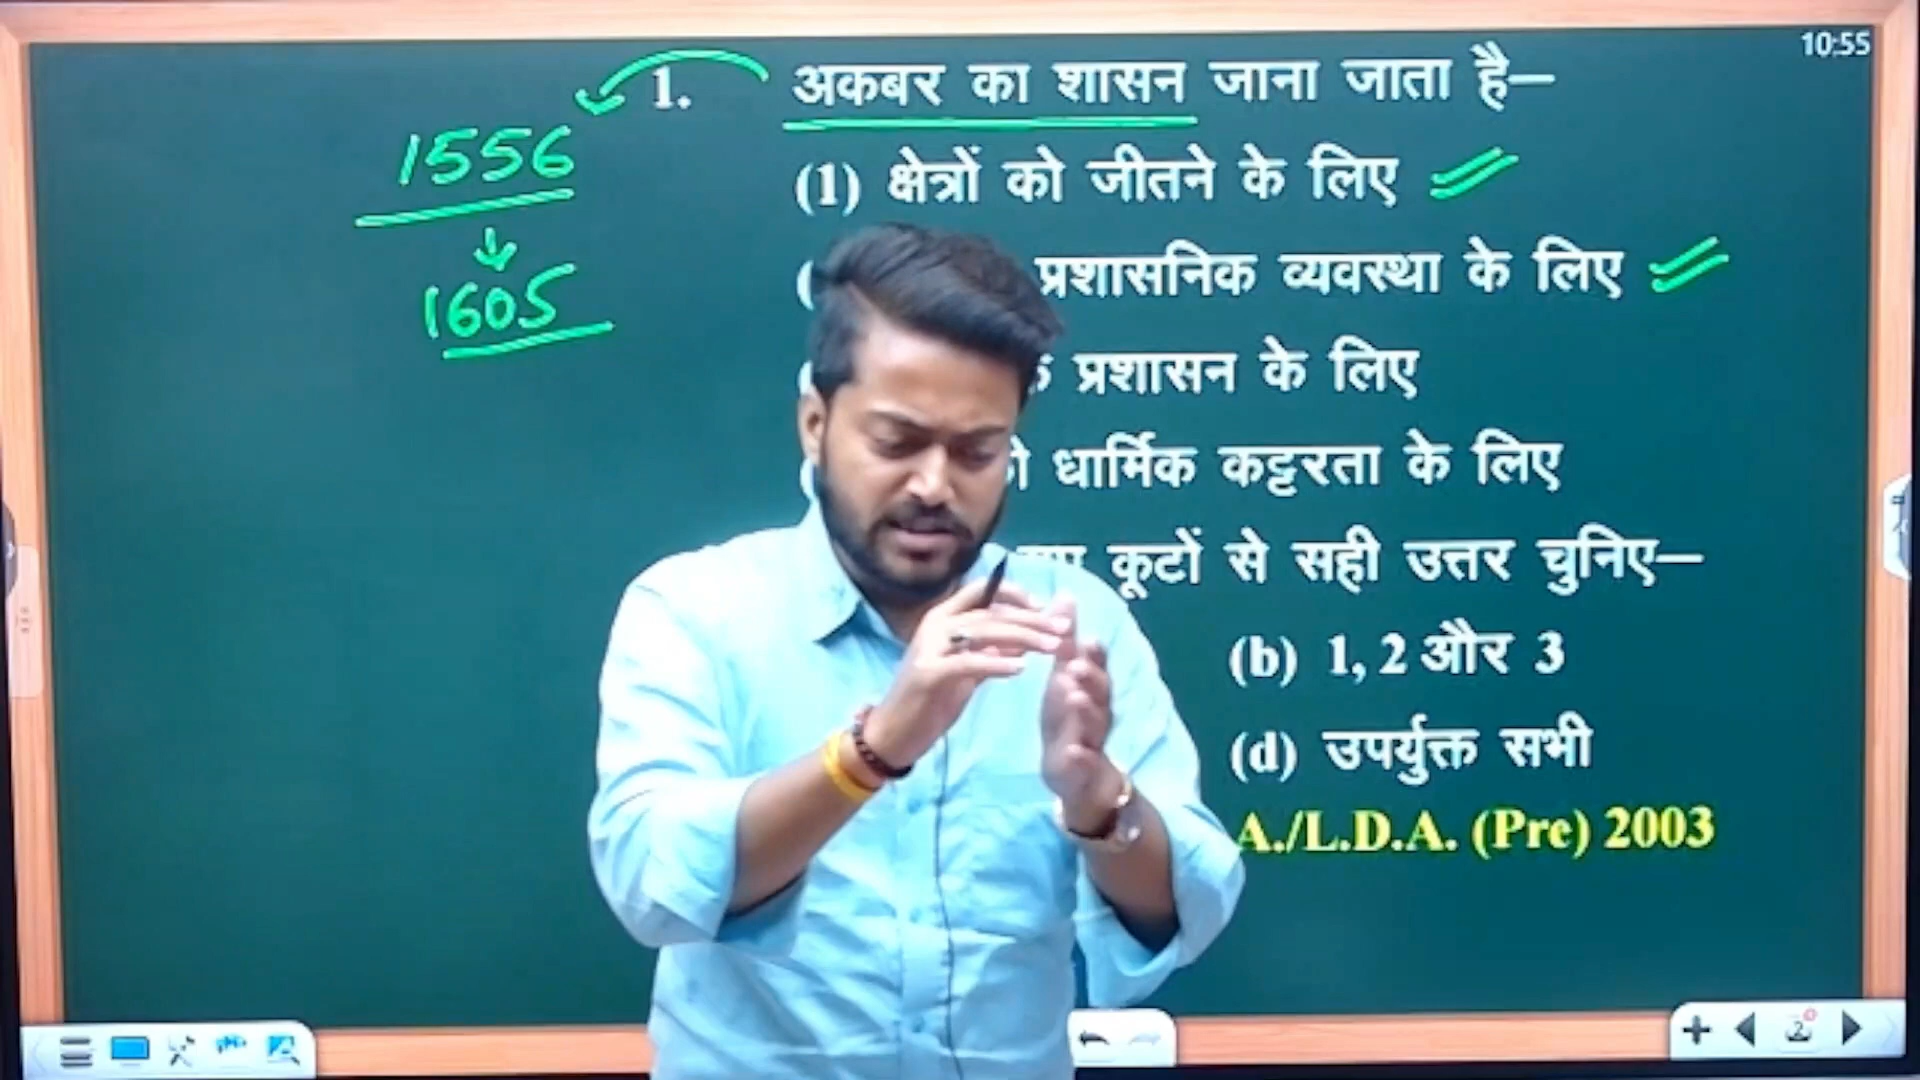 10:55
1. अकबर का शासन जाना जाता है–
1556
(1) क्षेत्रों को जीतने के लिए
प्रशासनिक व्यवस्था के लिए
1605
प्रशासन के लिए
धार्मिक कट्टरता के लिए
कूटों से सही उत्तर चुनिए–
(b) 1, 2 और 3
(d) उपर्युक्त सभी
A./L.D.A. (Pre) 2003